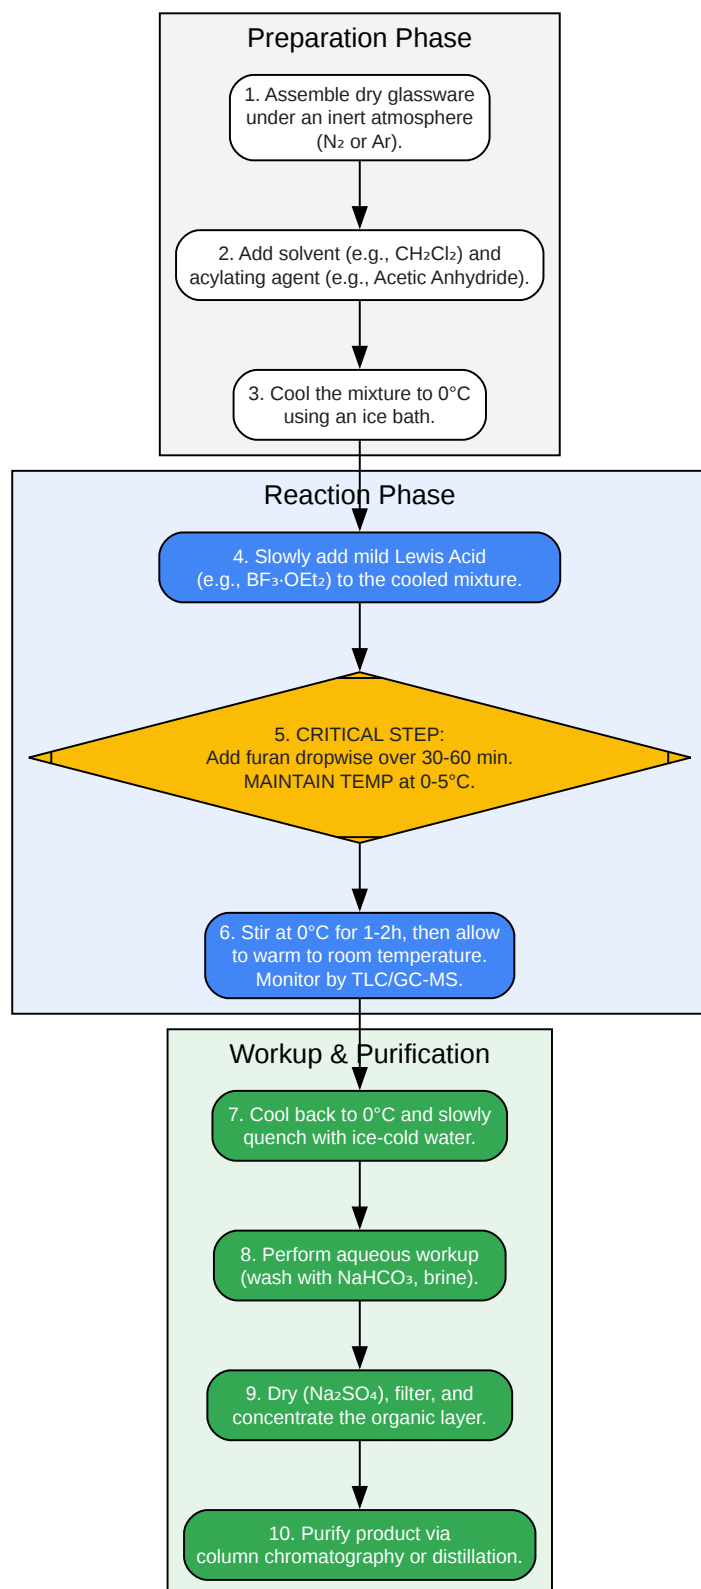 Preparation Phase
1. Assemble dry glassware
under an inert atmosphere
(N₂ or Ar).
2. Add solvent (e.g., CH₂Cl₂) and
acylating agent (e.g., Acetic Anhydride).
3. Cool the mixture to 0°C
using an ice bath.
Reaction Phase
4. Slowly add mild Lewis Acid
(e.g., BF₃·OEt₂) to the cooled mixture.
5. CRITICAL STEP:
Add furan dropwise over 30-60 min.
MAINTAIN TEMP at 0-5°C.
6. Stir at 0°C for 1-2h, then allow
to warm to room temperature.
Monitor by TLC/GC-MS.
Workup & Purification
7. Cool back to 0°C and slowly
quench with ice-cold water.
8. Perform aqueous workup
(wash with NaHCO₃, brine).
9. Dry (Na₂SO₄), filter, and
concentrate the organic layer.
10. Purify product via
column chromatography or distillation.